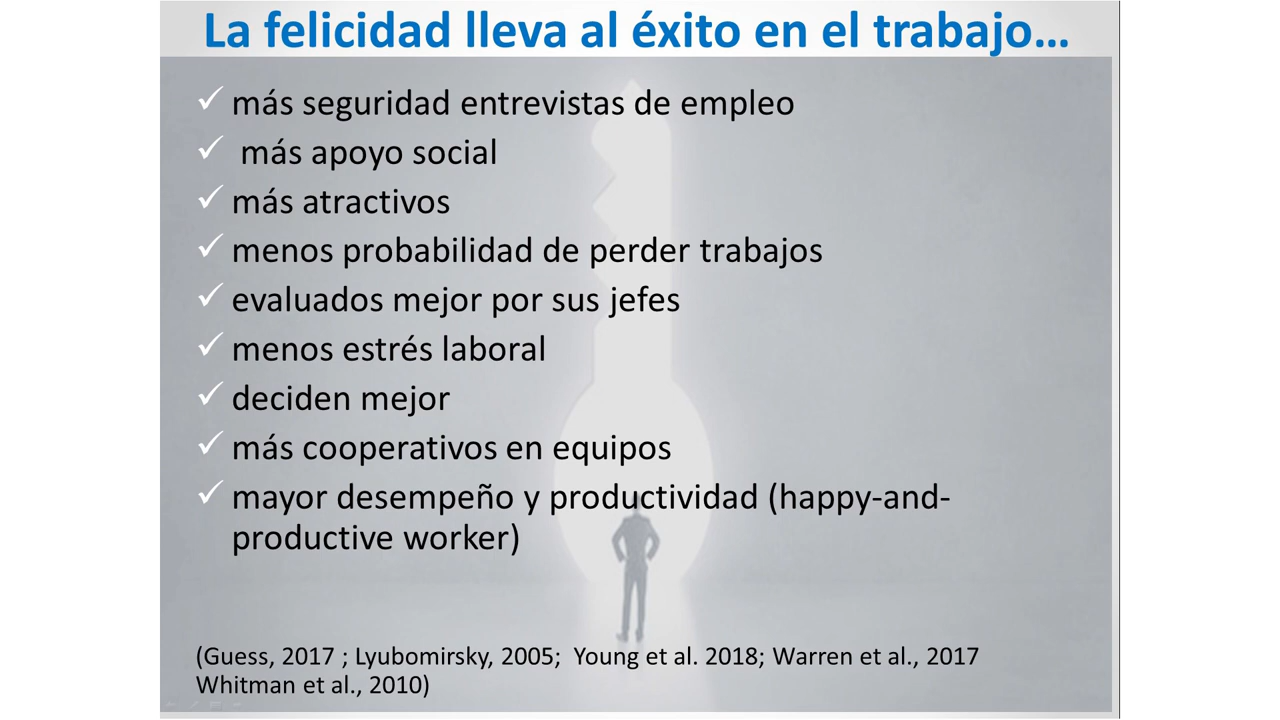 La felicidad lleva al éxito en el trabajo...
✓ más seguridad entrevistas de empleo
✓ más apoyo social
✓ más atractivos
✓ menos probabilidad de perder trabajos
✓ evaluados mejor por sus jefes
✓ menos estrés laboral
✓ deciden mejor
✓ más cooperativos en equipos
✓ mayor desempeño y productividad (happy-and-
productive worker)
(Guess, 2017 ; Lyubomirsky, 2005; Young et al. 2018; Warren et al., 2017
Whitman et al., 2010)